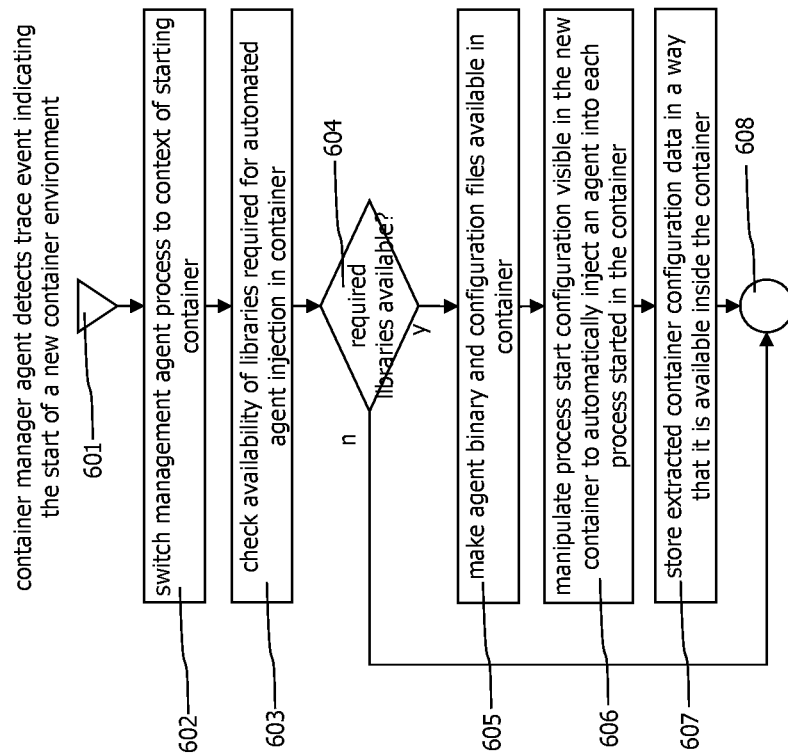 container manager agent detects trace event indicating
the start of a new container environment
601
switch management agent process to context of starting
container
602
check availability of libraries required for automated
agent injection in container
603
required
libraries available?
604
n
y
make agent binary and configuration files available in
container
605
manipulate process start configuration visible in the new
container to automatically inject an agent into each
process started in the container
606
store extracted container configuration data in a way
that it is available inside the container
607
608